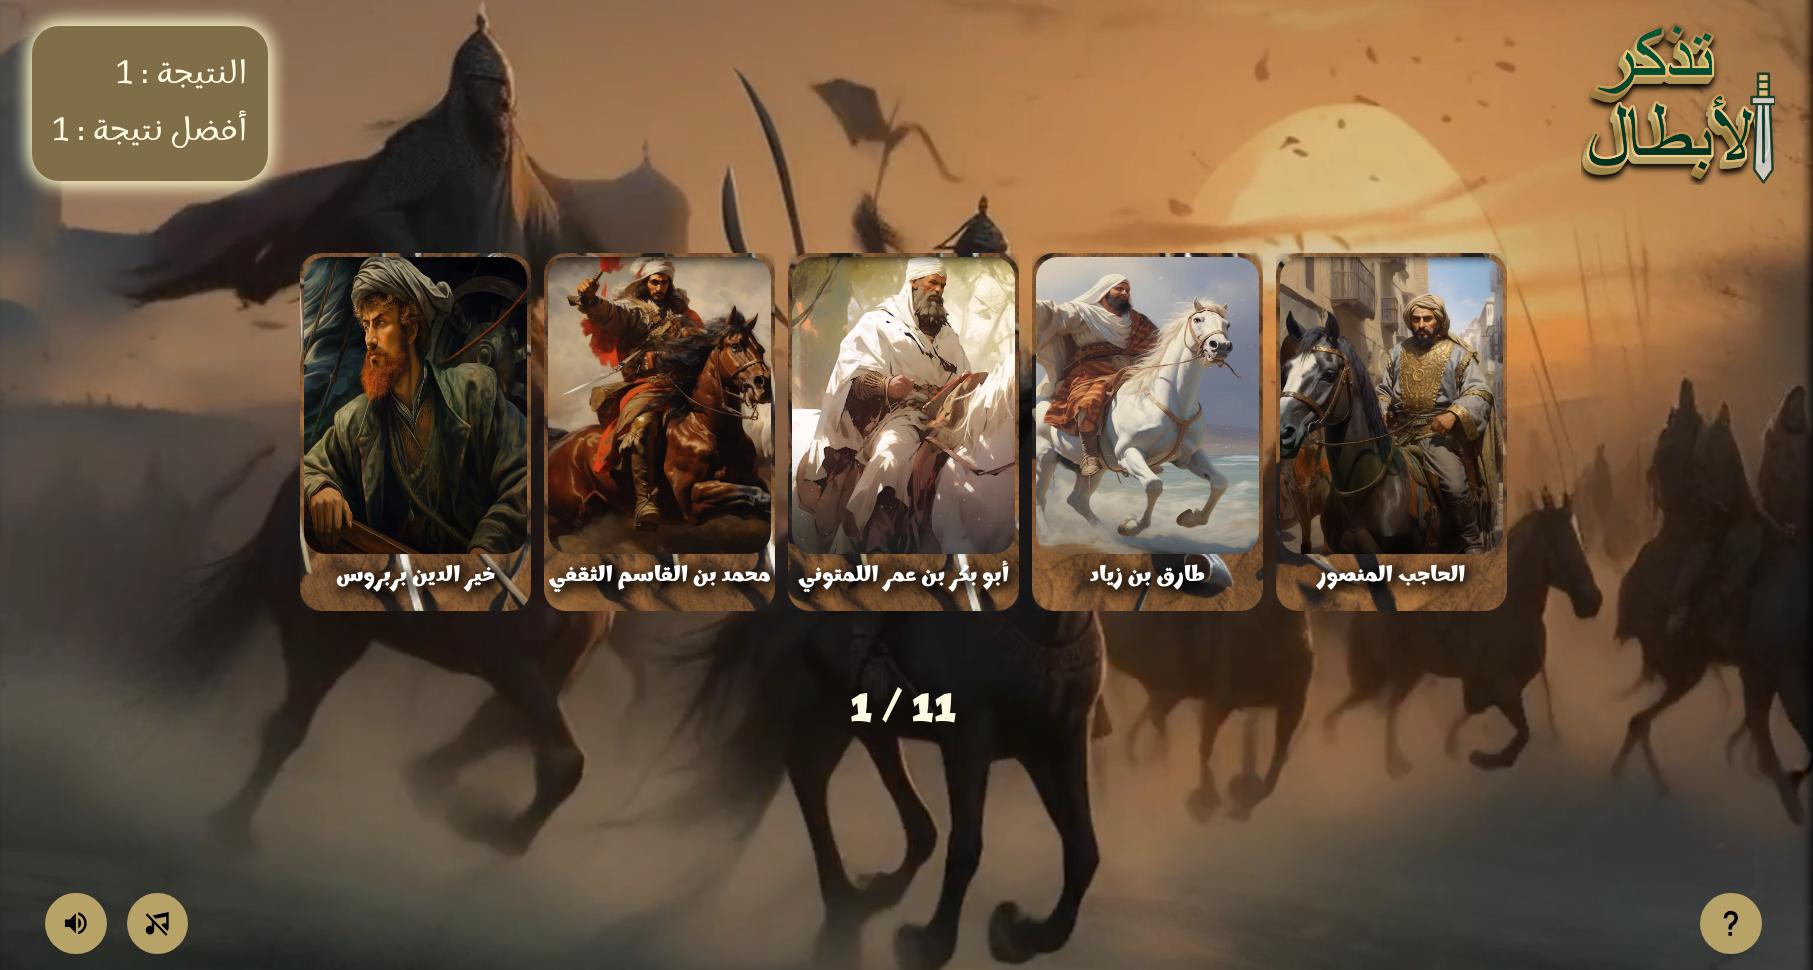 تذكر
الأبطال
النتيجة : 1
أفضل نتيجة : 1
الحاجب المنصور
طارق بن زياد
أبو بكر بن عمر اللمتوني
محمد بن القاسم الثقفي
خير الدين بربروس
1 / 11
?